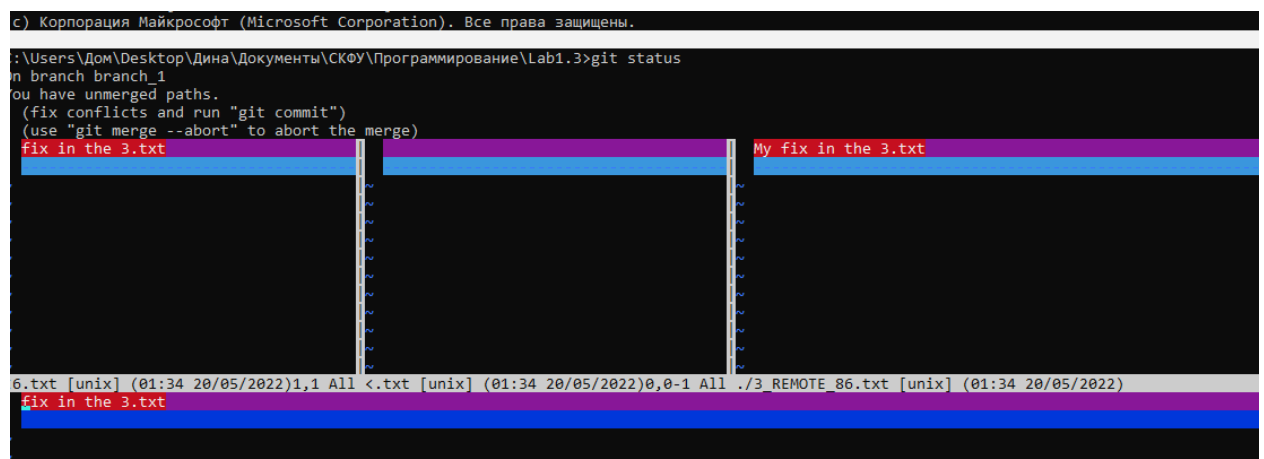 с) Корпорация Майкрософт (Microsoft Corporation). Все права защищены.
:\Users\Дом\Desktop\Дина\Документы\СКФУ\Программирование\Lab1.3>git status
On branch branch_1
You have unmerged paths.
(fix conflicts and run "git commit")
(use "git merge --abort" to abort the merge)
fix in the 3.txt My fix in the 3.txt
~ ~
~ ~
~ ~
~ ~
~ ~
~ ~
~ ~
~ ~
~ ~
~ ~
~ ~
6.txt [unix] (01:34 20/05/2022)1,1 All <.txt [unix] (01:34 20/05/2022)0,0-1 All ./3_REMOTE_86.txt [unix] (01:34 20/05/2022)
fix in the 3.txt